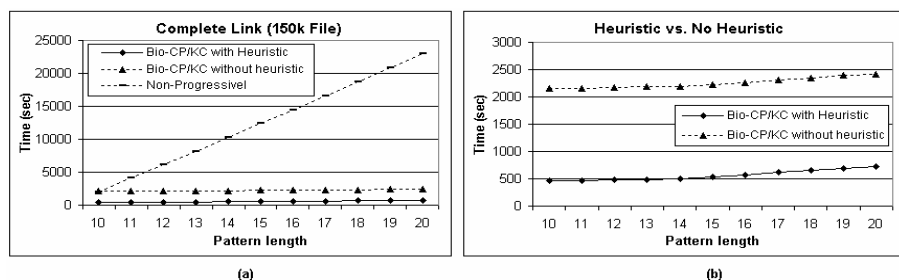 Complete Link (150k File)
Time (sec)
25000
20000
15000
10000
5000
0
Bio-CP/KC with Heuristic
Bio-CP/KC without heuristic
Non-Progressivel
10 11 12 13 14 15 16 17 18 19 20
Pattern length
(a)
Heuristic vs. No Heuristic
Time (sec)
3000
2500
2000
1500
1000
500
0
Bio-CP/KC with Heuristic
Bio-CP/KC without heuristic
10 11 12 13 14 15 16 17 18 19 20
Pattern length
(b)